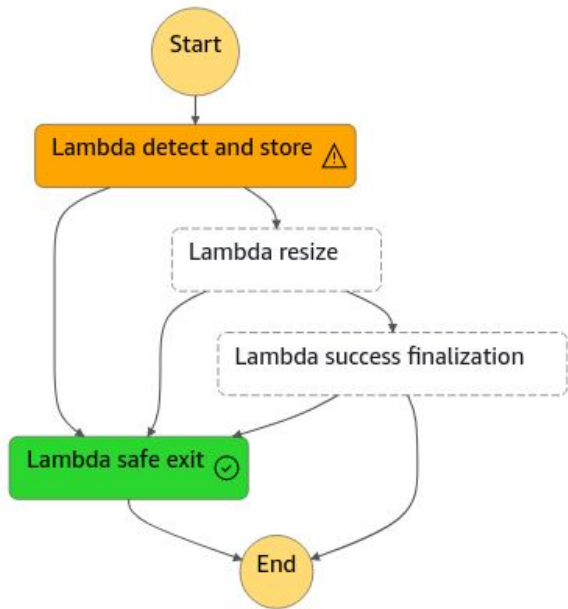 Start
Lambda detect and store
Lambda resize
Lambda success finalization
Lambda safe exit
End